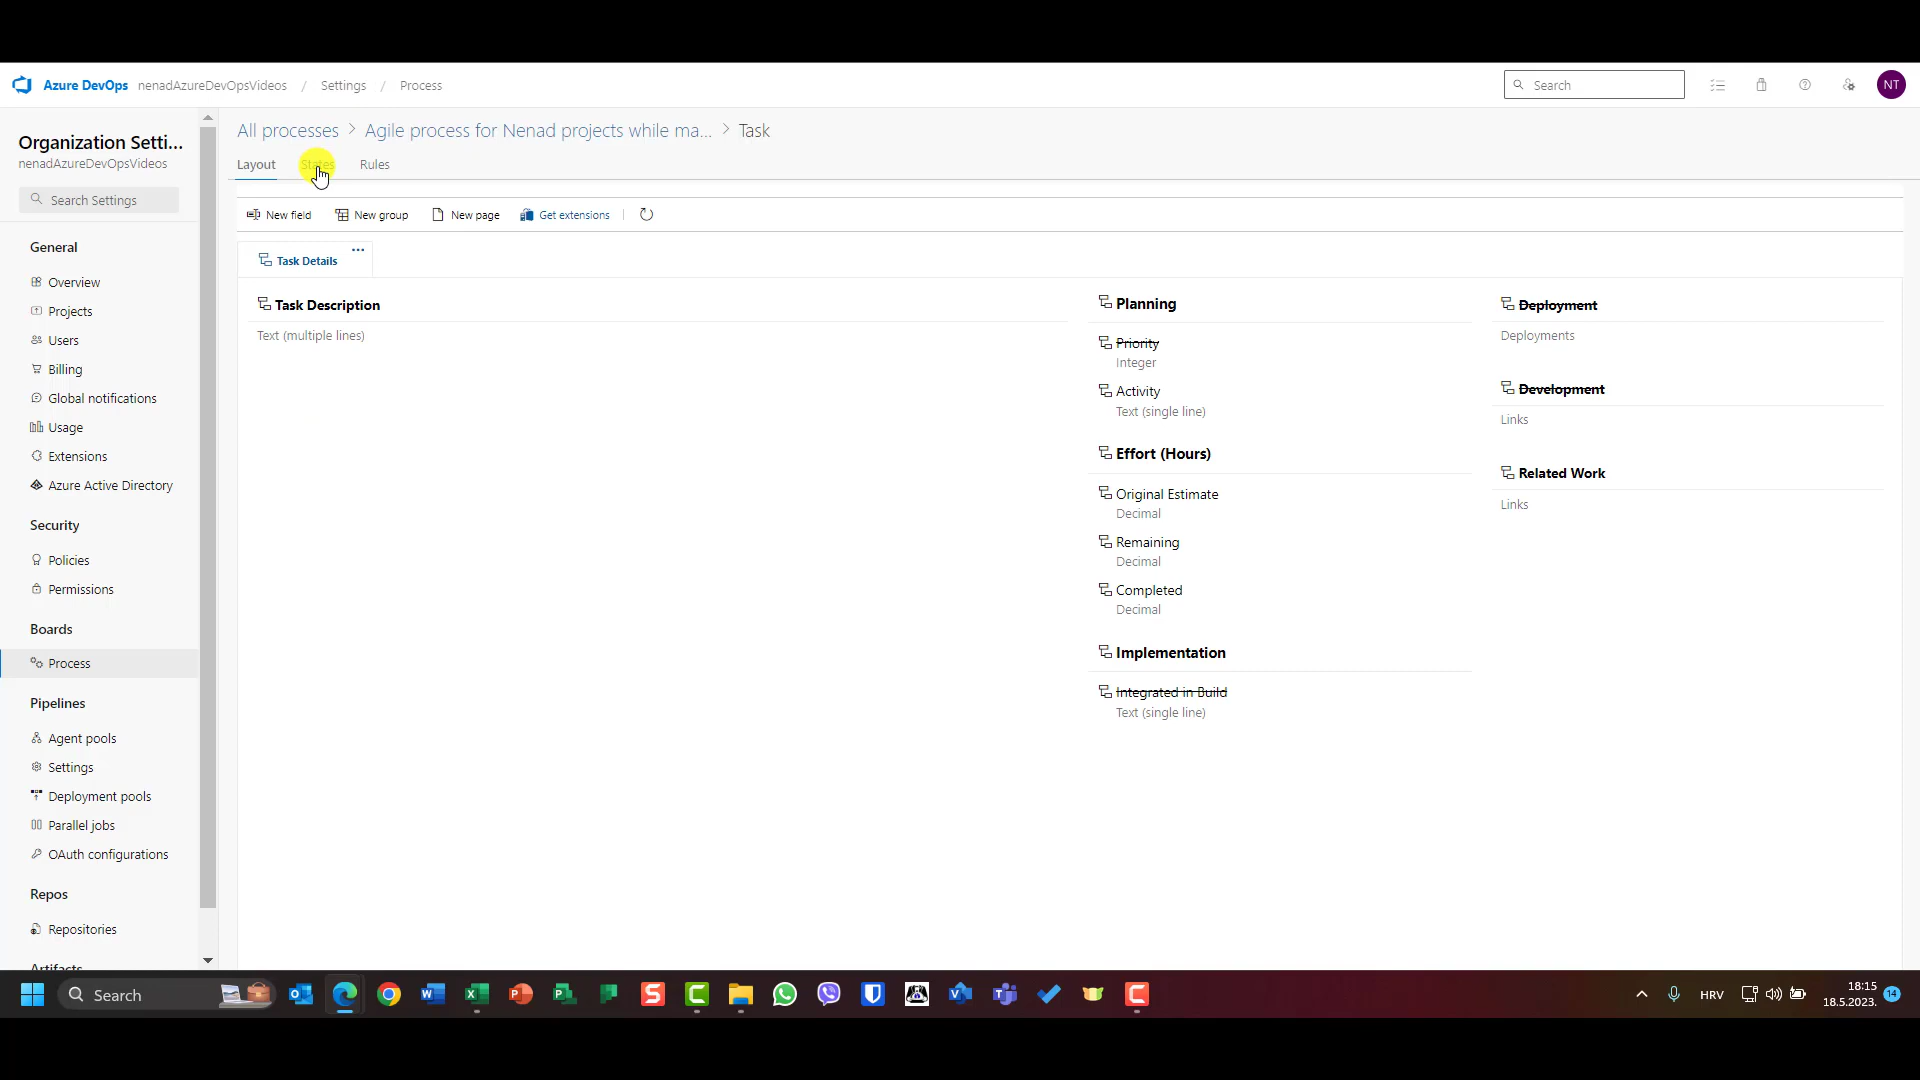 Azure DevOps nenadAzureDevOpsVideos / Settings / Process
Search
NT
Organization Setti...
nenadAzureDevOpsVideos
Search Settings
General
Overview
Projects
Users
Billing
Global notifications
Usage
Extensions
Azure Active Directory
Security
Policies
Permissions
Boards
Process
Pipelines
Agent pools
Settings
Deployment pools
Parallel jobs
OAuth configurations
Repos
Repositories
Artifacts
All processes > Agile process for Nenad projects while ma... > Task
Layout States Rules
New field New group New page Get extensions
Task Details ...
Task Description
Text (multiple lines)
Planning
Priority
Integer
Activity
Text (single line)
Effort (Hours)
Original Estimate
Decimal
Remaining
Decimal
Completed
Decimal
Implementation
Integrated in Build
Text (single line)
Deployment
Deployments
Development
Links
Related Work
Links
Search
HRV
18:15
18.5.2023.
14